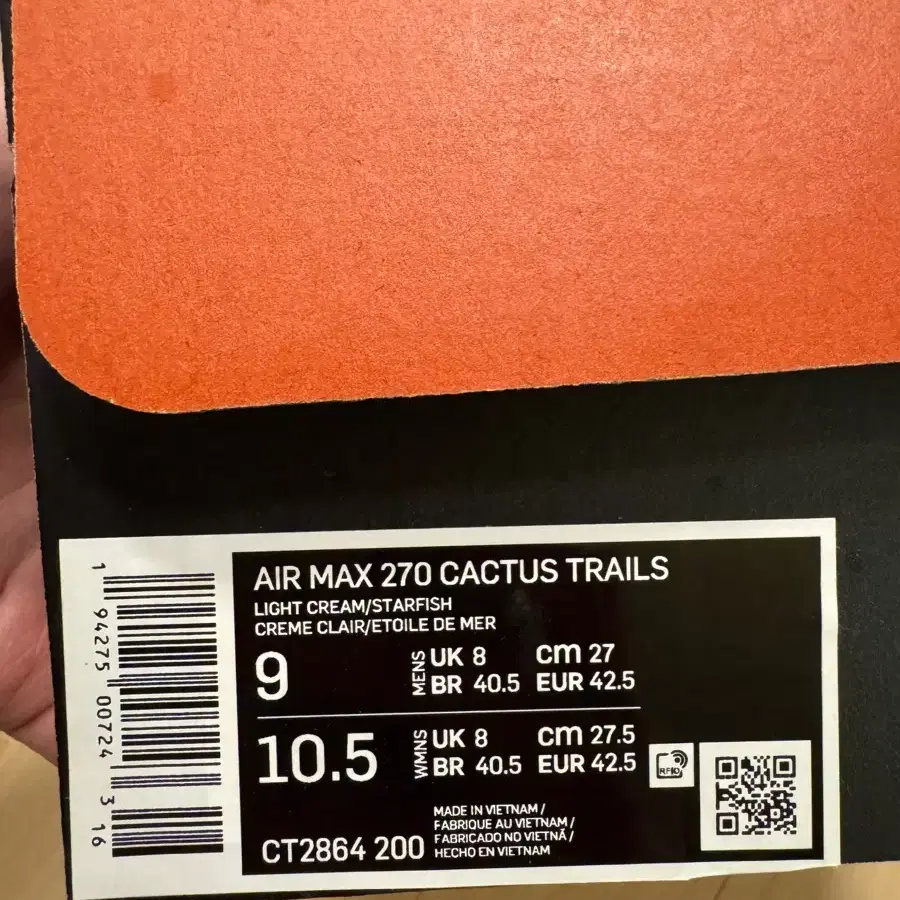 AIR MAX 270 CACTUS TRAILS
LIGHT CREAM/STARFISH
CREME CLAIR/ETOILE DE MER
9 MENS UK 8 cm 27
BR 40.5 EUR 42.5
10.5 WMNS UK 8 cm 27.5
BR 40.5 EUR 42.5
RFID
CT2864 200
MADE IN VIETNAM /
FABRIQUE AU VIETNAM /
FABRICADO NO VIETNÃ /
HECHO EN VIETNAM
1 94275 00724 3 16